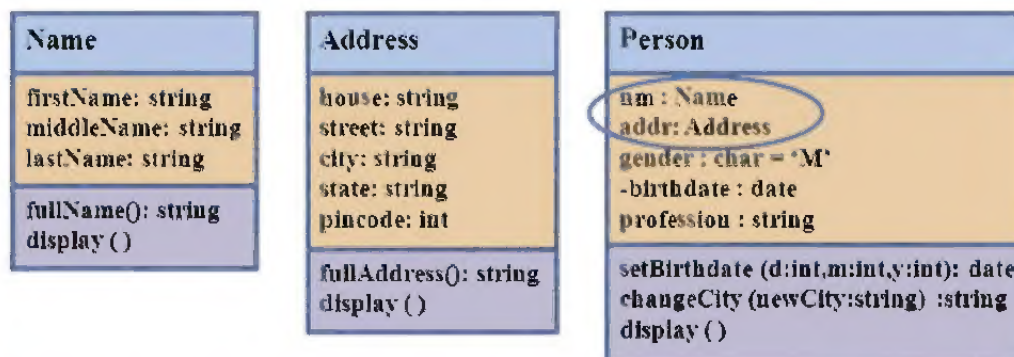 Name
firstName: string
middleName: string
lastName: string
fullName(): string
display ( )
Address
house: string
street: string
city: string
state: string
pincode: int
fullAddress(): string
display ( )
Person
nm : Name
addr: Address
gender : char = 'M'
-birthdate : date
profession : string
setBirthdate (d:int,m:int,y:int): date
changeCity (newCity:string) :string
display ( )